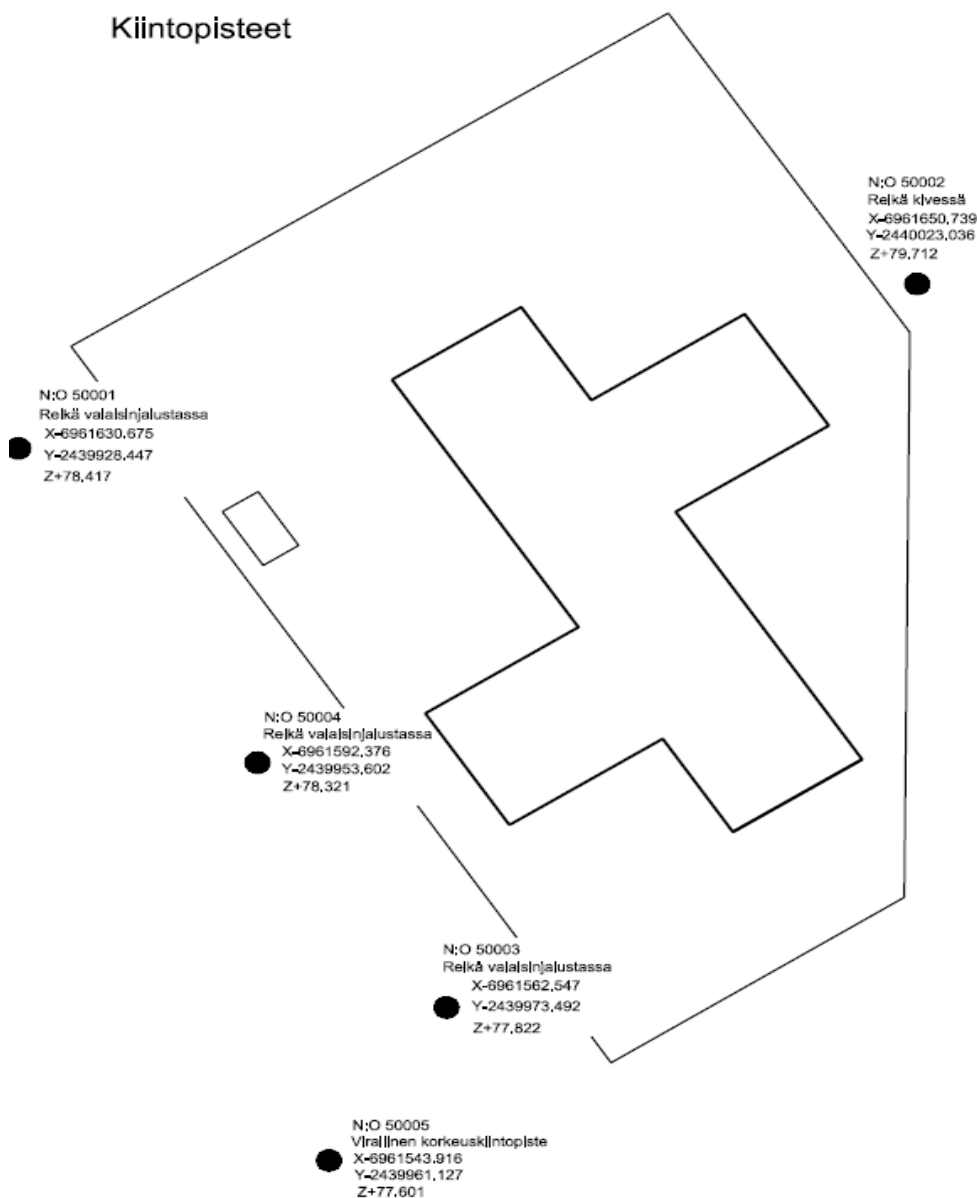 Kiintopisteet
N:O 50002
Reikä kivessä
X-6961650,739
Y-2440023,036
Z+79,712
N:O 50001
Reikä valaisinjalustassa
X-6961630,675
Y-2439928,447
Z+78,417
N:O 50004
Reikä valaisinjalustassa
X-6961592,376
Y-2439953,602
Z+78,321
N:O 50003
Reikä valaisinjalustassa
X-6961562,547
Y-2439973,492
Z+77,822
N:O 50005
Virallinen korkeuskiintopiste
X-6961543,916
Y-2439961,127
Z+77,601